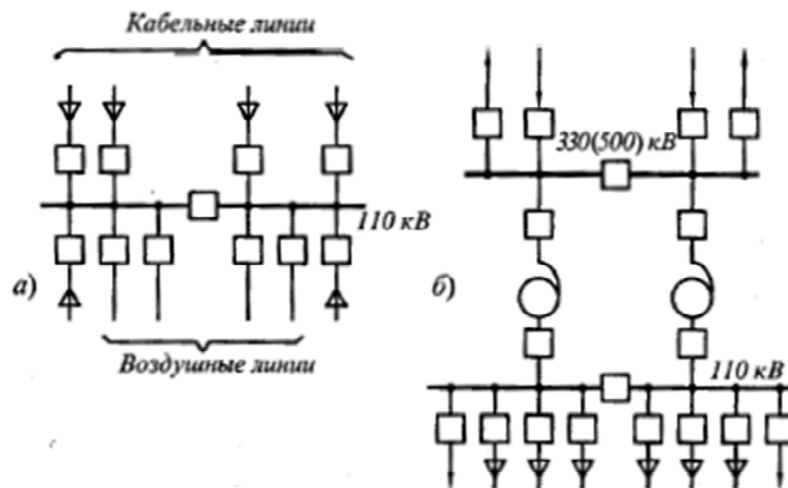 Кабельные линии
110 кВ
а)
Воздушные линии
330(500) кВ
б)
110 кВ